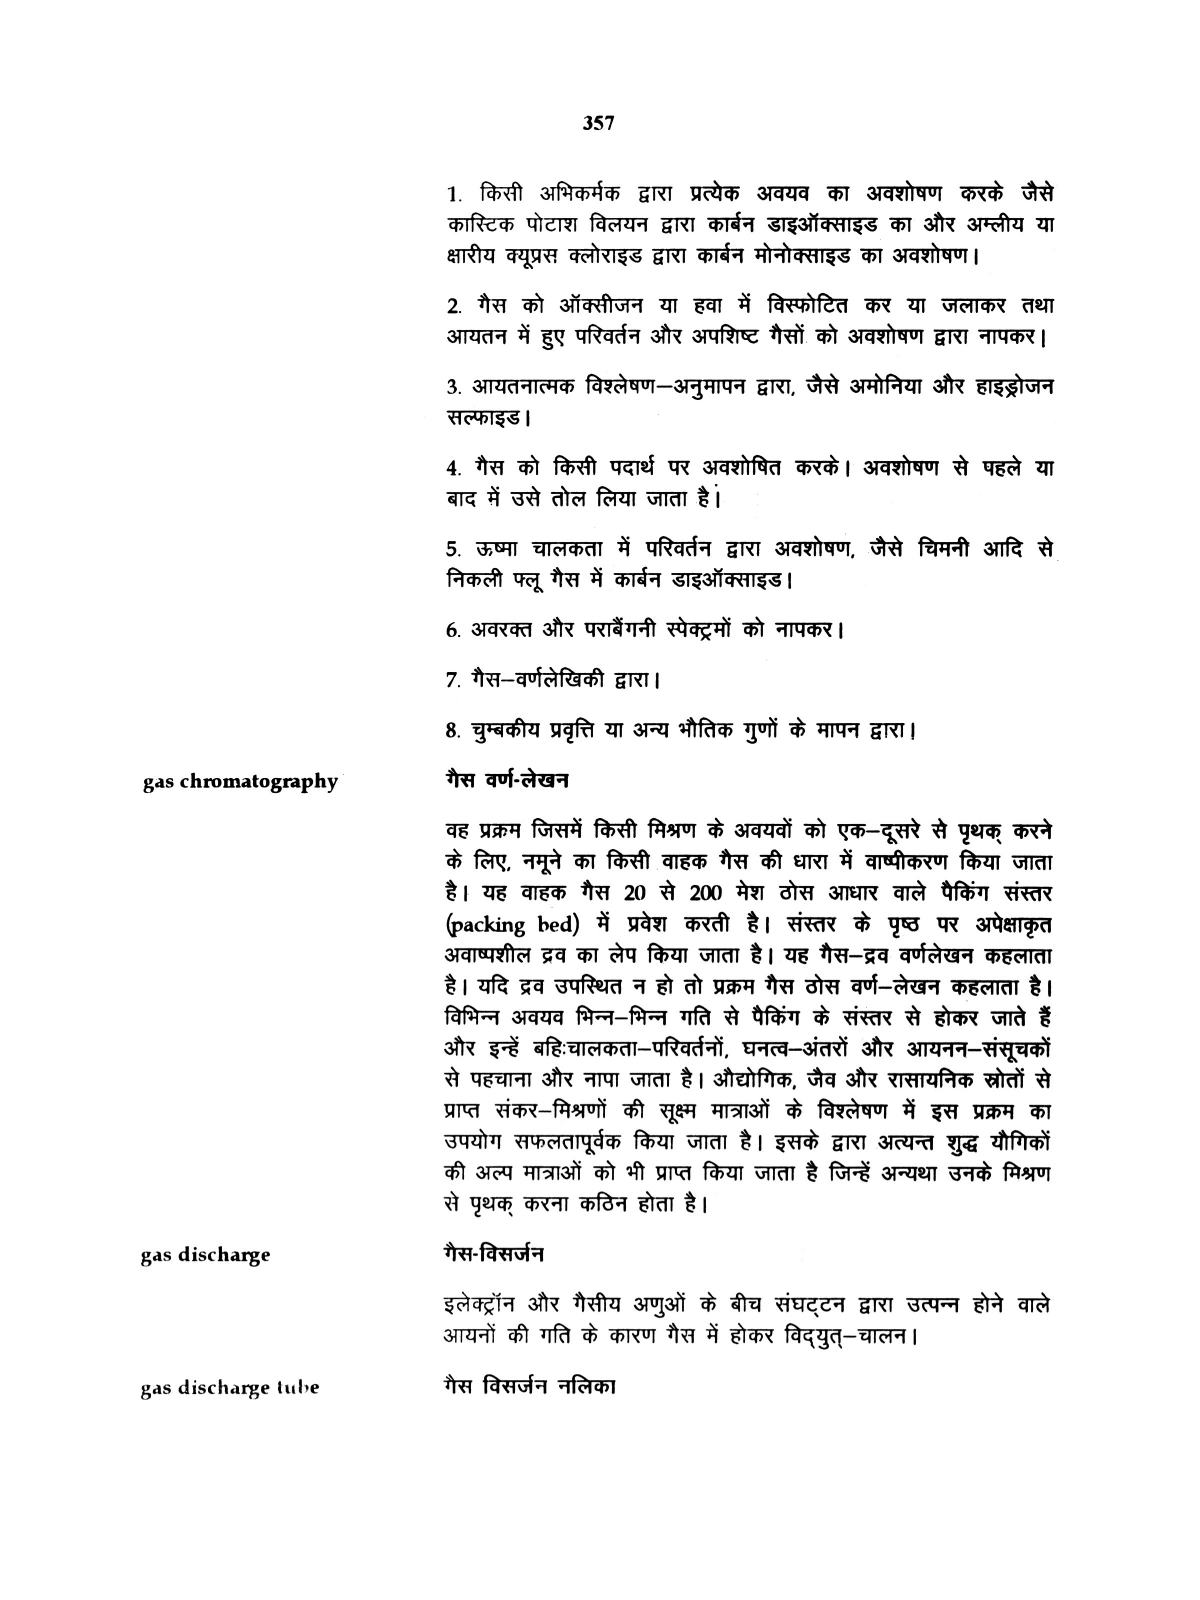 357
1. किसी अभिकर्मक द्वारा प्रत्येक अवयव का अवशोषण करके जैसे
कास्टिक पोटाश विलयन द्वारा कार्बन डाइऑक्साइड का और अम्लीय या
क्षारीय क्यूप्रस क्लोराइड द्वारा कार्बन मोनोक्साइड का अवशोषण।
2. गैस को ऑक्सीजन या हवा में विस्फोटित कर या जलाकर तथा
आयतन में हुए परिवर्तन और अपशिष्ट गैसों को अवशोषण द्वारा नापकर।
3. आयतनात्मक विश्लेषण–अनुमापन द्वारा, जैसे अमोनिया और हाइड्रोजन
सल्फाइड।
4. गैस को किसी पदार्थ पर अवशोषित करके। अवशोषण से पहले या
बाद में उसे तोल लिया जाता है।
5. ऊष्मा चालकता में परिवर्तन द्वारा अवशोषण, जैसे चिमनी आदि से
निकली फ्लू गैस में कार्बन डाइऑक्साइड।
6. अवरक्त और पराबैंगनी स्पेक्ट्रमों को नापकर।
7. गैस–वर्णलेखिकी द्वारा।
8. चुम्बकीय प्रवृत्ति या अन्य भौतिक गुणों के मापन द्वारा।
gas chromatography गैस वर्ण-लेखन
वह प्रक्रम जिसमें किसी मिश्रण के अवयवों को एक–दूसरे से पृथक् करने
के लिए, नमूने का किसी वाहक गैस की धारा में वाष्पीकरण किया जाता
है। यह वाहक गैस 20 से 200 मेश ठोस आधार वाले पैकिंग संस्तर
(packing bed) में प्रवेश करती है। संस्तर के पृष्ठ पर अपेक्षाकृत
अवाष्पशील द्रव का लेप किया जाता है। यह गैस–द्रव वर्णलेखन कहलाता
है। यदि द्रव उपस्थित न हो तो प्रक्रम गैस ठोस वर्ण–लेखन कहलाता है।
विभिन्न अवयव भिन्न–भिन्न गति से पैकिंग के संस्तर से होकर जाते हैं
और इन्हें बहिःचालकता–परिवर्तनों, घनत्व–अंतरों और आयनन–संसूचकों
से पहचाना और नापा जाता है। औद्योगिक, जैव और रासायनिक स्रोतों से
प्राप्त संकर–मिश्रणों की सूक्ष्म मात्राओं के विश्लेषण में इस प्रक्रम का
उपयोग सफलतापूर्वक किया जाता है। इसके द्वारा अत्यन्त शुद्ध यौगिकों
की अल्प मात्राओं को भी प्राप्त किया जाता है जिन्हें अन्यथा उनके मिश्रण
से पृथक् करना कठिन होता है।
gas discharge गैस-विसर्जन
इलेक्ट्रॉन और गैसीय अणुओं के बीच संघट्टन द्वारा उत्पन्न होने वाले
आयनों की गति के कारण गैस में होकर विद्युत्–चालन।
gas discharge tube गैस विसर्जन नलिका